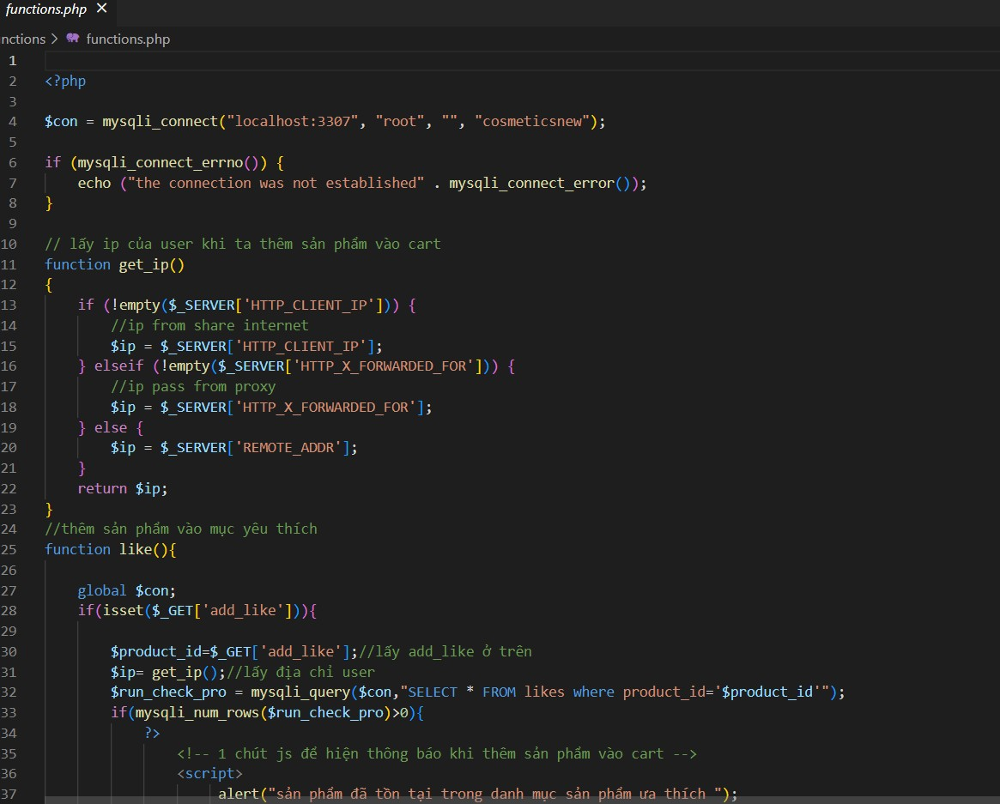 functions.php ×
nctions > functions.php
1
2 <?php
3
4 $con = mysqli_connect("localhost:3307", "root", "", "cosmeticsnew");
5
6 if (mysqli_connect_errno()) {
7 echo ("the connection was not established" . mysqli_connect_error());
8 }
9
10 // lấy ip của user khi ta thêm sản phẩm vào cart
11 function get_ip()
12 {
13 if (!empty($_SERVER['HTTP_CLIENT_IP'])) {
14 //ip from share internet
15 $ip = $_SERVER['HTTP_CLIENT_IP'];
16 } elseif (!empty($_SERVER['HTTP_X_FORWARDED_FOR'])) {
17 //ip pass from proxy
18 $ip = $_SERVER['HTTP_X_FORWARDED_FOR'];
19 } else {
20 $ip = $_SERVER['REMOTE_ADDR'];
21 }
22 return $ip;
23 }
24 //thêm sản phẩm vào mục yêu thích
25 function like(){
26
27 global $con;
28 if(isset($_GET['add_like'])){
29
30 $product_id=$_GET['add_like'];//lấy add_like ở trên
31 $ip= get_ip();//lấy địa chỉ user
32 $run_check_pro = mysqli_query($con,"SELECT * FROM likes where product_id='$product_id'");
33 if(mysqli_num_rows($run_check_pro)>0){
34 ?>
35 <!-- 1 chút js để hiện thông báo khi thêm sản phẩm vào cart -->
36 <script>
37 alert("sản phẩm đã tồn tại trong danh mục sản phẩm ưa thích ");